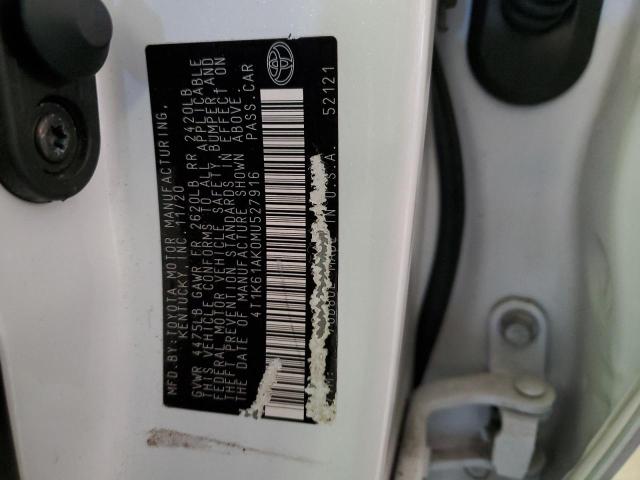 MFD.BY:TOYOTA MOTOR MANUFACTURING,
KENTUCKY, INC. 11/20
GVWR 4475LB GAWR FR 2620LB RR 2420LB
THIS VEHICLE CONFORMS TO ALL APPLICABLE
FEDERAL MOTOR VEHICLE SAFETY BUMPER AND
THEFT PREVENTION STANDARDS IN EFFECT ON
THE DATE OF MANUFACTURE SHOWN ABOVE.
4T1K61AK0MU527916 PASS.CAR
IN U.S.A. 52121